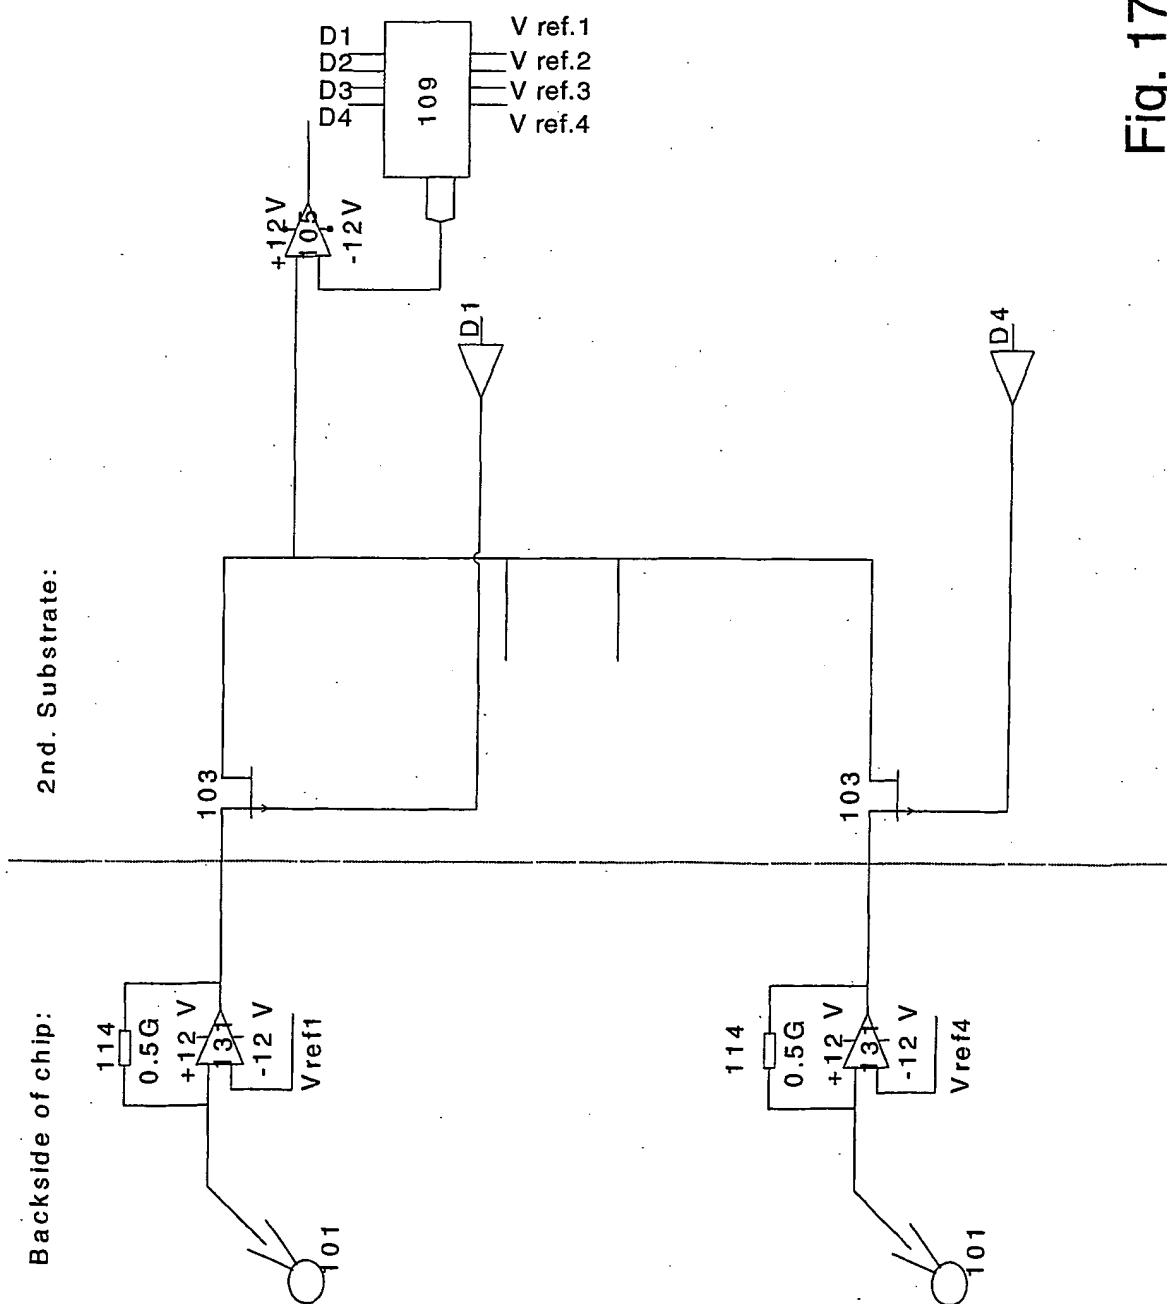 Backside of chip:
2nd. Substrate:
114
0.5G
+12 V
131
-12 V
Vref1
101
103
D1
+12V
105
-12V
D1
D2
D3
D4
109
V ref.1
V ref.2
V ref.3
V ref.4
114
0.5G
+12 V
131
-12 V
Vref4
101
103
D4
Fig. 17